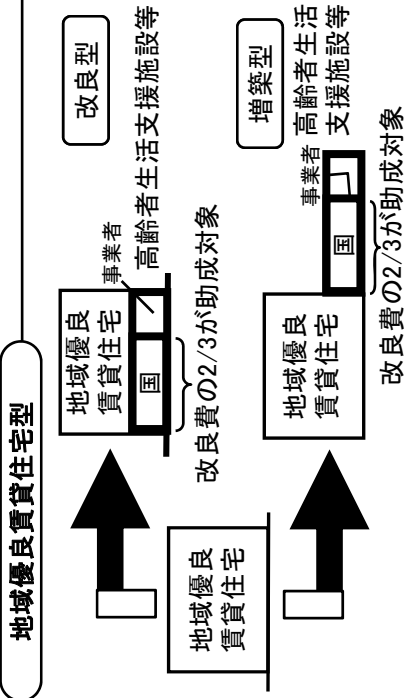 地域優良賃貸住宅型
地域優良
賃貸住宅
改良型
地域優良
賃貸住宅
事業者
国
高齢者生活支援施設等
改良費の2/3が助成対象
増築型
地域優良
賃貸住宅
事業者
国
高齢者生活
支援施設等
改良費の2/3が助成対象